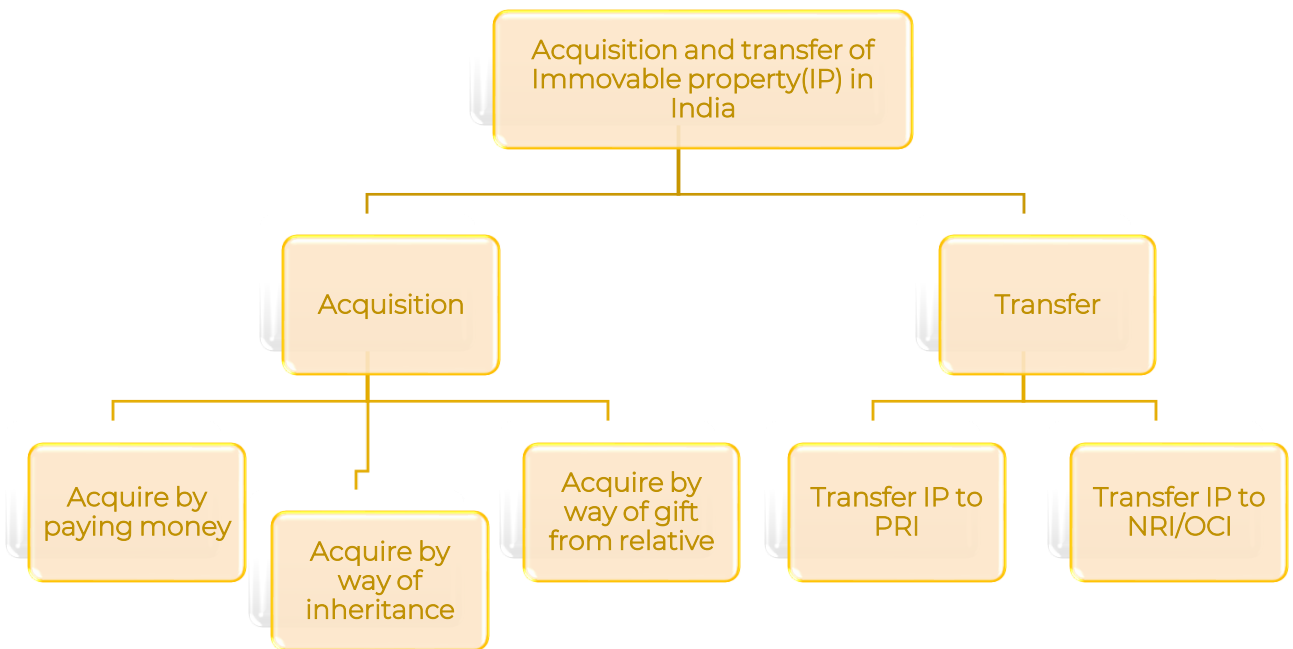 Acquisition and transfer of
Immovable property(IP) in
India
Acquisition
Transfer
Acquire by
paying money
Acquire by
way of
inheritance
Acquire by
way of gift
from relative
Transfer IP to
PRI
Transfer IP to
NRI/OCI